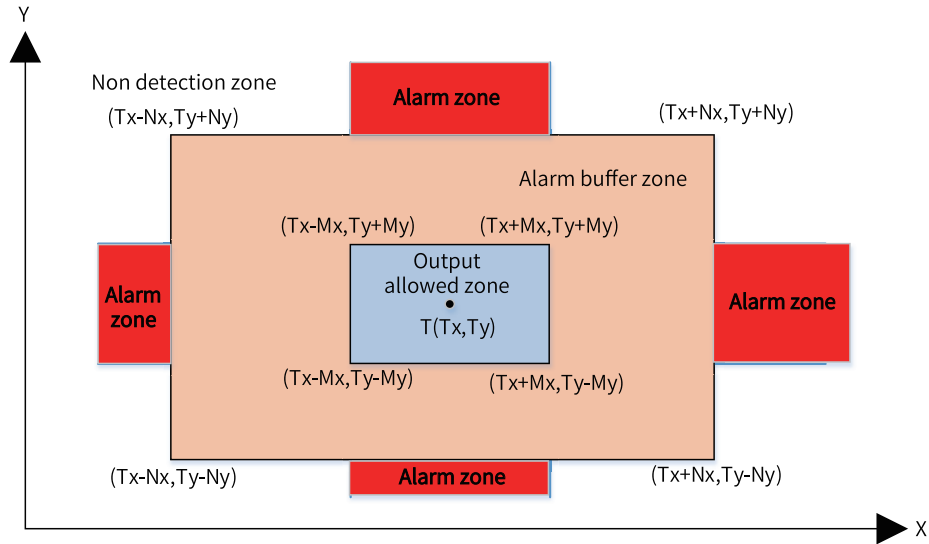 Y
Non detection zone
(Tx-Nx,Ty+Ny)
Alarm zone
(Tx+Nx,Ty+Ny)
Alarm buffer zone
(Tx-Mx,Ty+My)
(Tx+Mx,Ty+My)
Output
allowed zone
T(Tx,Ty)
Alarm
zone
Alarm zone
(Tx-Mx,Ty-My)
(Tx+Mx,Ty-My)
(Tx-Nx,Ty-Ny)
Alarm zone
(Tx+Nx,Ty-Ny)
X